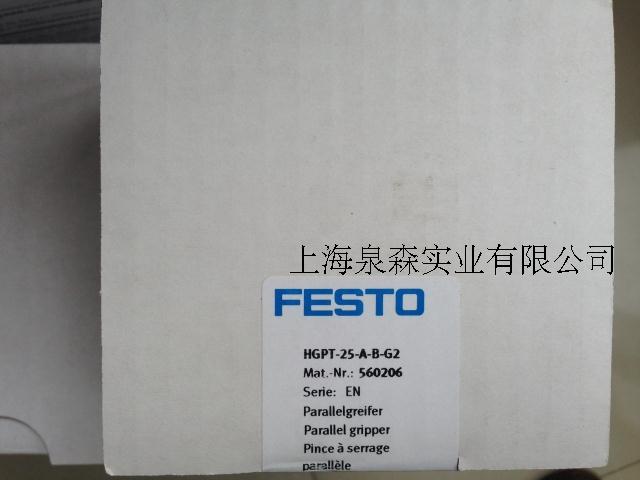 上海泉森实业有限公司
FESTO
HGPT-25-A-B-G2
Mat.-Nr.: 560206
Serie: EN
Parallelgreifer
Parallel gripper
Pince à serrage
parallèle